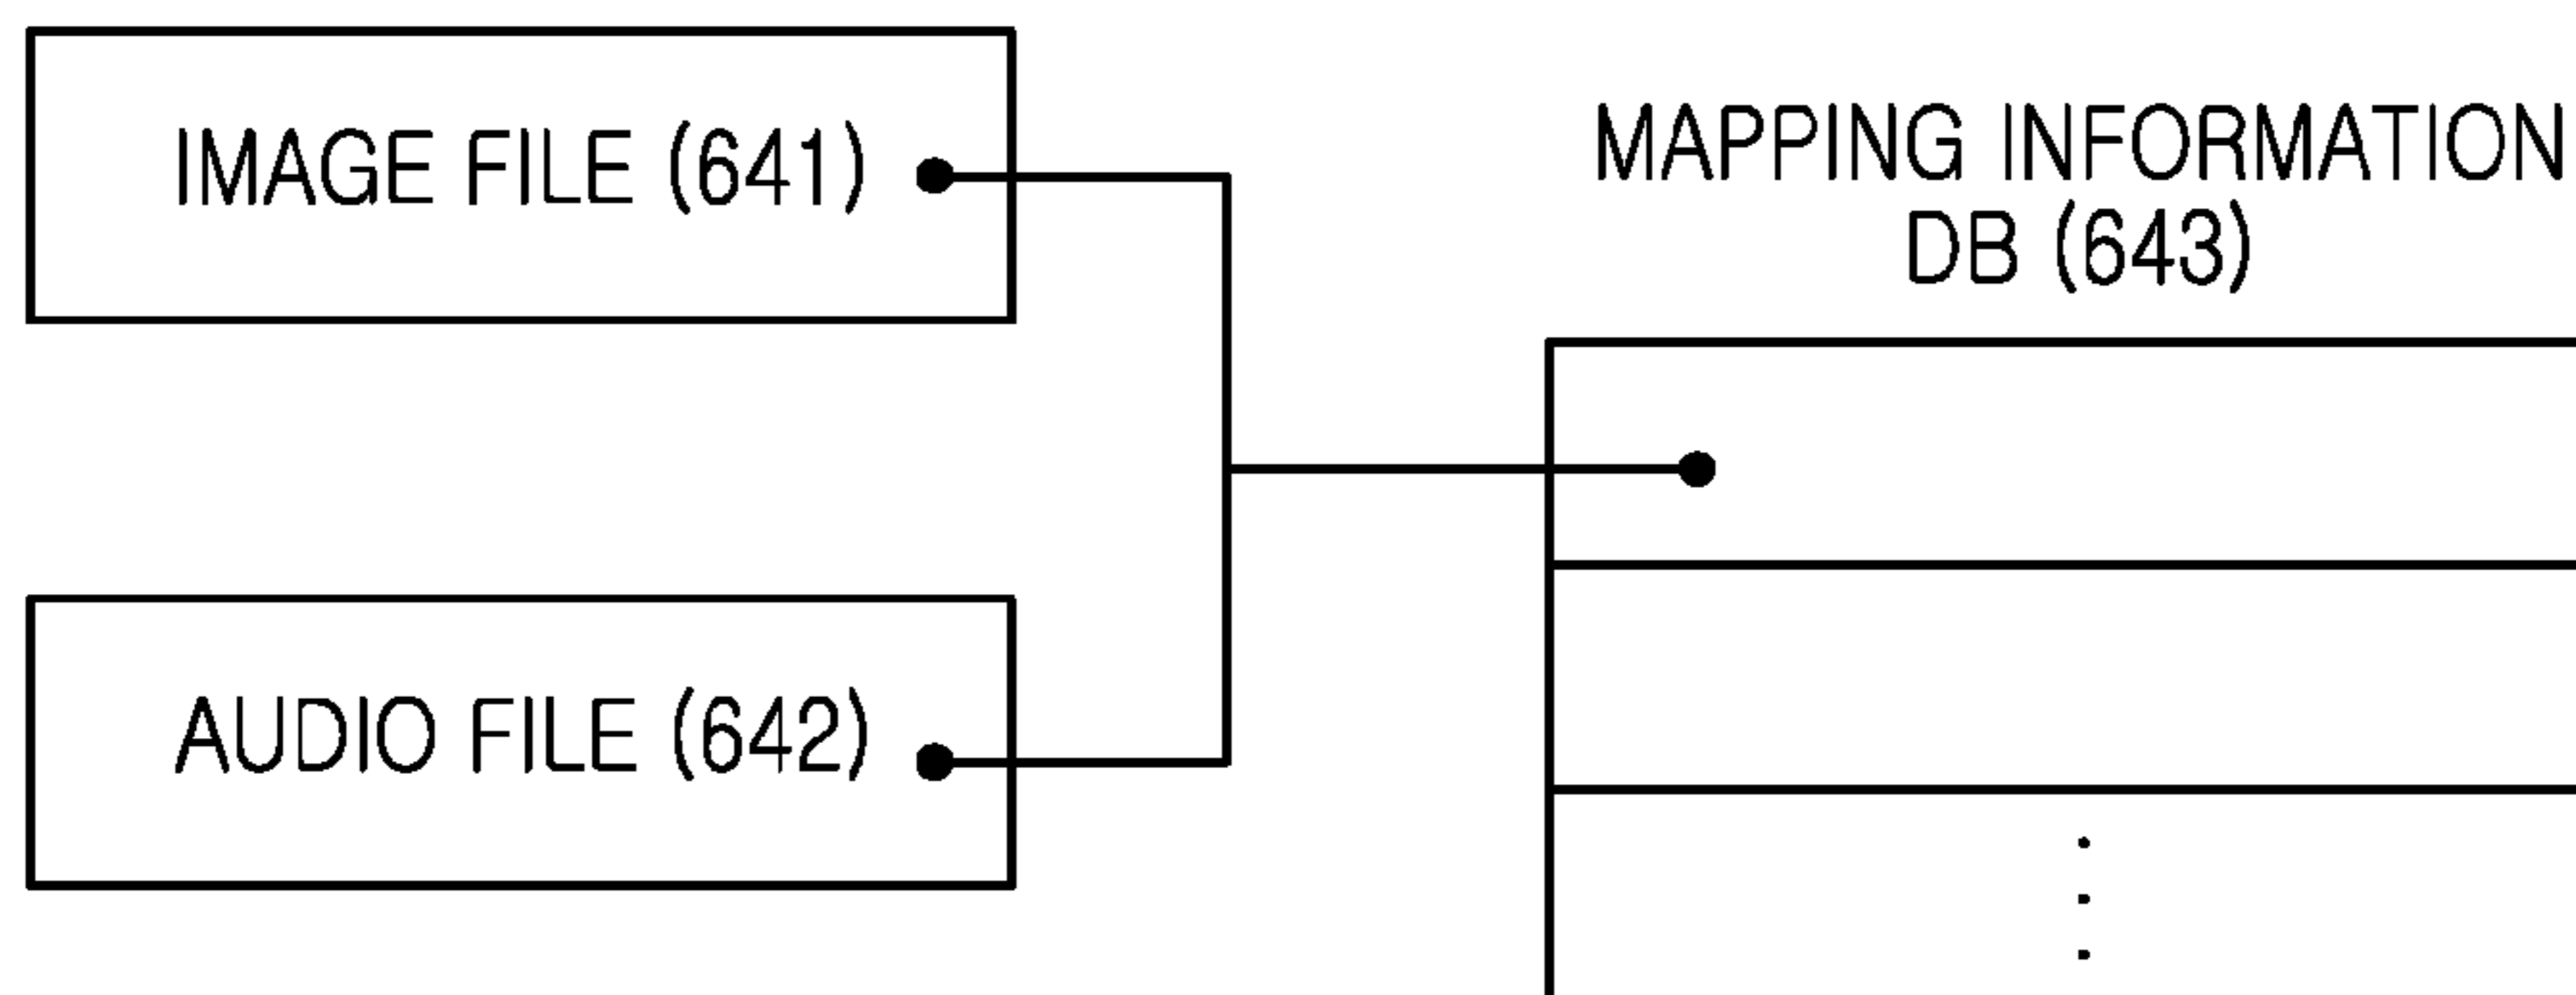 IMAGE FILE (641)
MAPPING INFORMATION
DB (643)
AUDIO FILE (642)